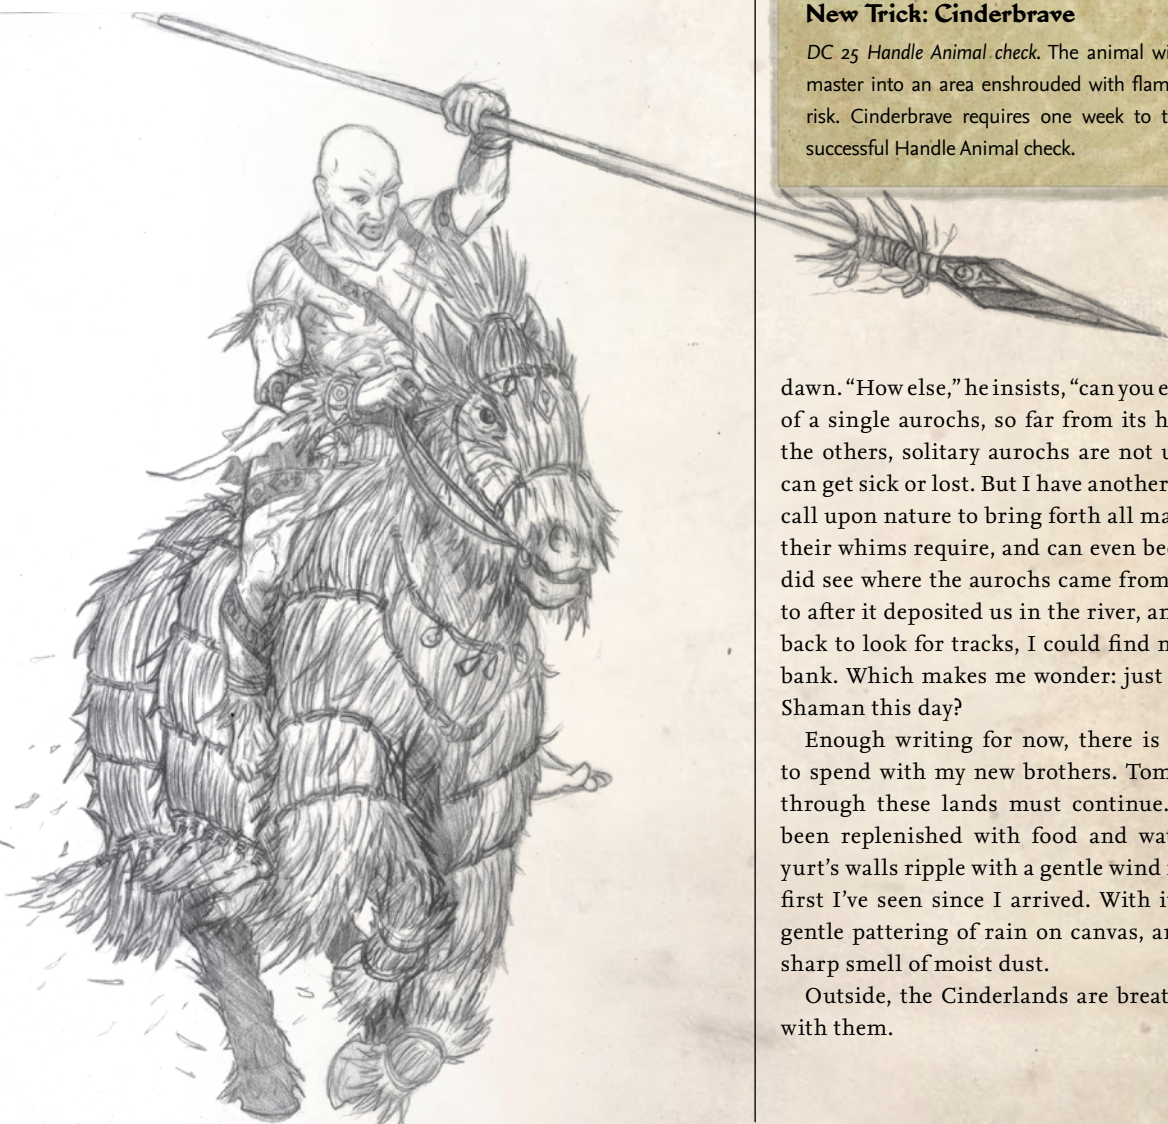 New Trick: Cinderbrave
DC 25 Handle Animal check. The animal wi
master into an area enshrouded with flam
risk. Cinderbrave requires one week to t
successful Handle Animal check.
dawn. “How else,” he insists, “can you e
of a single aurochs, so far from its h
the others, solitary aurochs are not u
can get sick or lost. But I have another
call upon nature to bring forth all ma
their whims require, and can even be
did see where the aurochs came from
to after it deposited us in the river, an
back to look for tracks, I could find n
bank. Which makes me wonder: just
Shaman this day?
Enough writing for now, there is
to spend with my new brothers. Tom
through these lands must continue.
been replenished with food and wat
yurt’s walls ripple with a gentle wind
first I’ve seen since I arrived. With i
gentle pattering of rain on canvas, an
sharp smell of moist dust.
Outside, the Cinderlands are breat
with them.